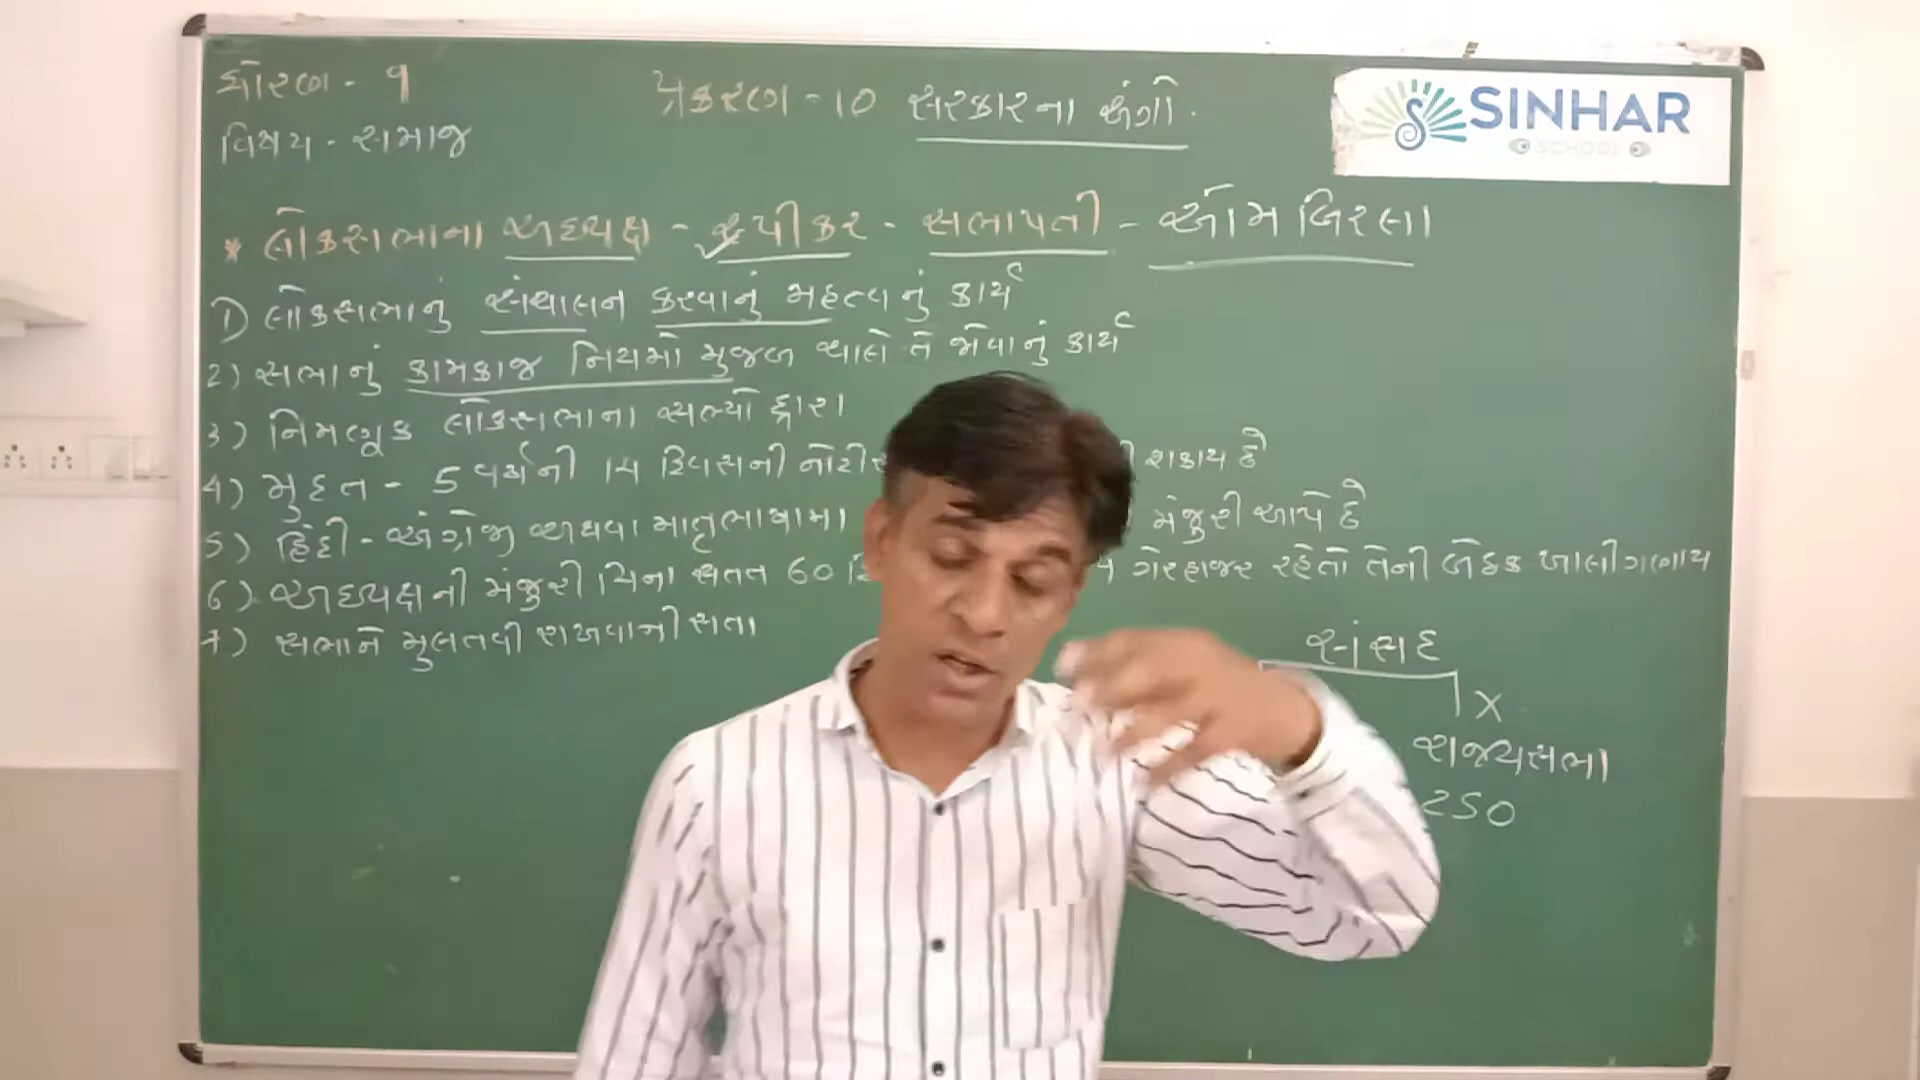 ધોરણ - ૧
પ્રકરણ - 10 સરકારના અંગો.
SINHAR
SCHOOL
વિષય - સમાજ
* લોકસભાના અધ્યક્ષ - સ્પીકર - સભાપતી - ઓમ બિરલા
1) લોકસભાનું સંચાલન કરવાનું મહત્વનું કાર્ય
2) સભાનું કામકાજ નિયમો મુજબ ચાલે તે જોવાનું કાર્ય
3) નિમણૂક લોકસભાના સભ્યો દ્વારા
4) મુદત - 5 વર્ષની 14 દિવસની શકાય છે
5) હિંદી - અંગ્રેજી અથવા માતૃભાષામાં મંજુરી આપે છે
6) અધ્યક્ષની મંજુરી વિના સતત 60 ગેરહાજર રહેતો તેની બેઠક ખાલી ગણાય
7) સભાને મુલતવી રાખવાની સતા
સંસદ
X
રાજ્યસભા
250